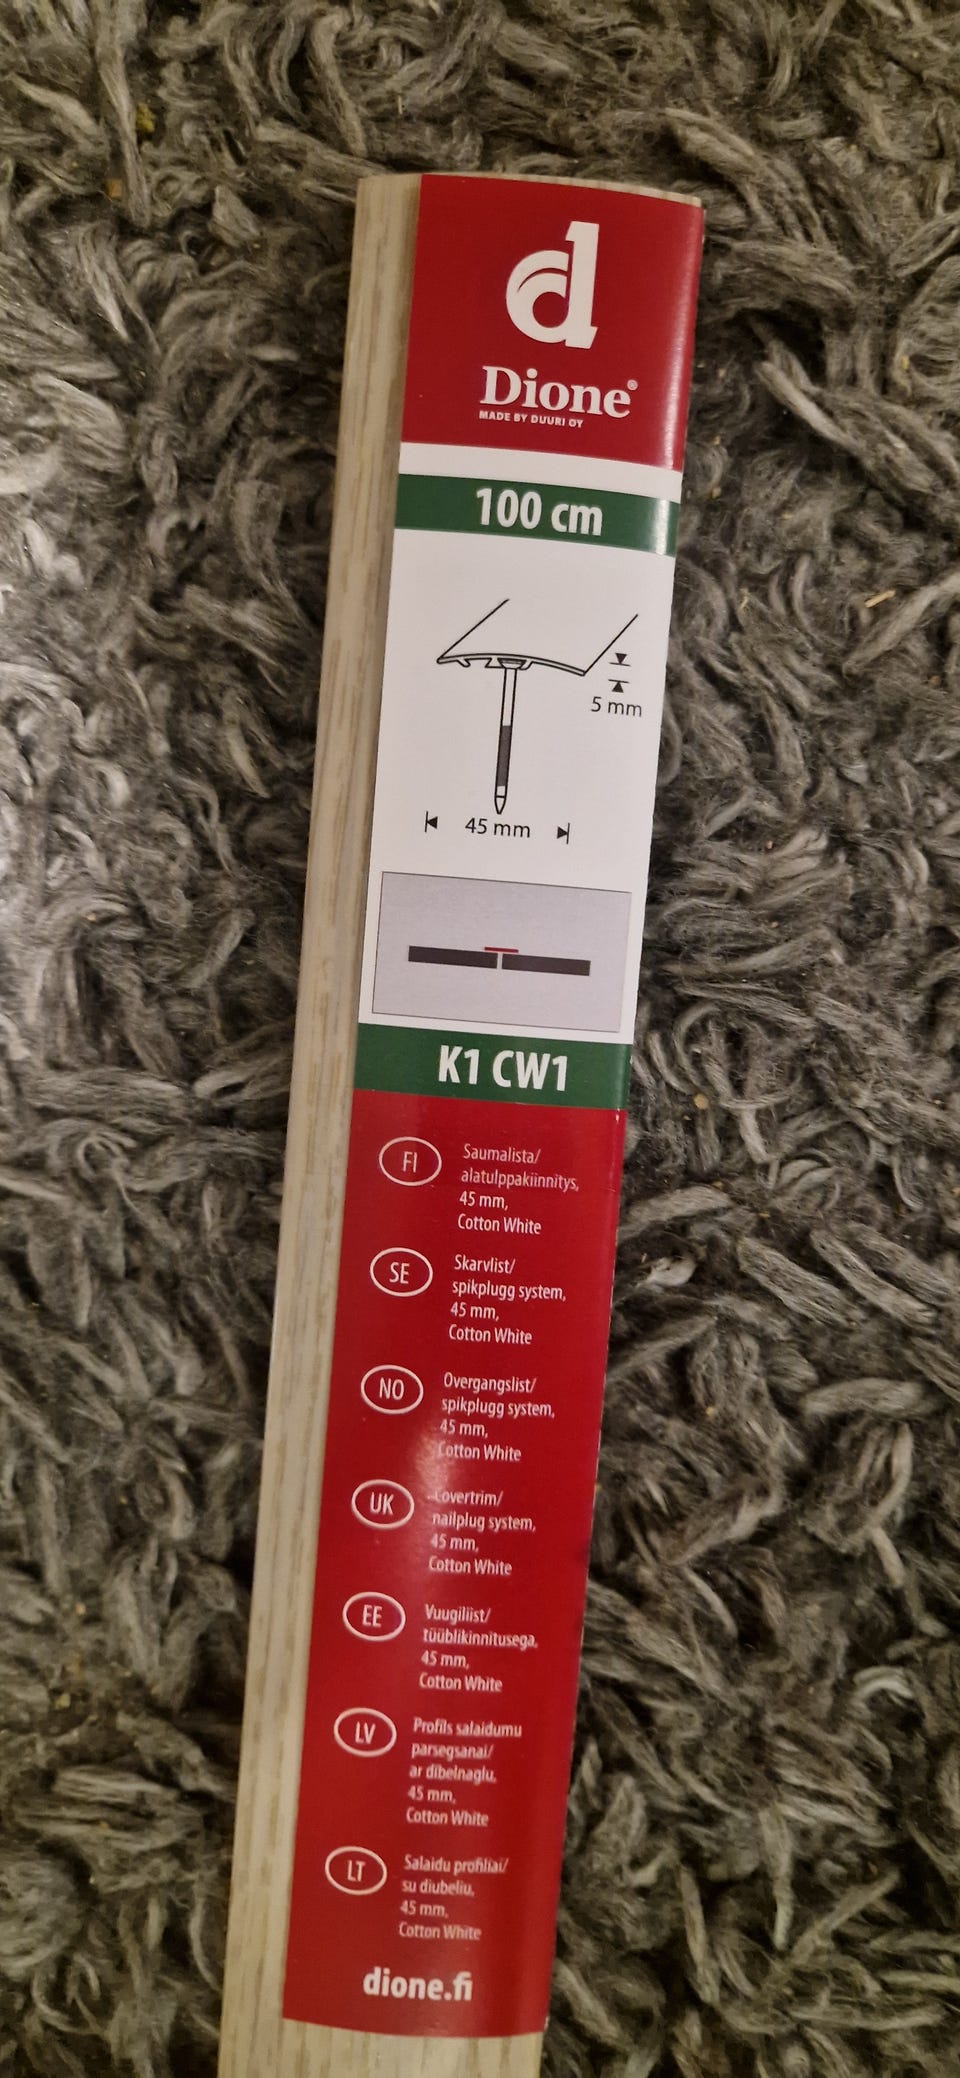 d
Dione®
MADE BY DUURI OY
100 cm
5 mm
45 mm
K1 CW1
FI
Saumalista/
alatulppakiinnitys,
45 mm,
Cotton White
SE
Skarvlist/
spikplugg system,
45 mm,
Cotton White
NO
Overgangslist/
spikplugg system,
45 mm,
Cotton White
UK
Covertrim/
nailplug system,
45 mm,
Cotton White
EE
Vuugiliist/
tüüblikinnitusega,
45 mm,
Cotton White
LV
Profils salaidumu
parsegsanai/
ar dibelnaglu,
45 mm,
Cotton White
LT
Salaidu profiliai/
su diubeliu,
45 mm,
Cotton White
dione.fi